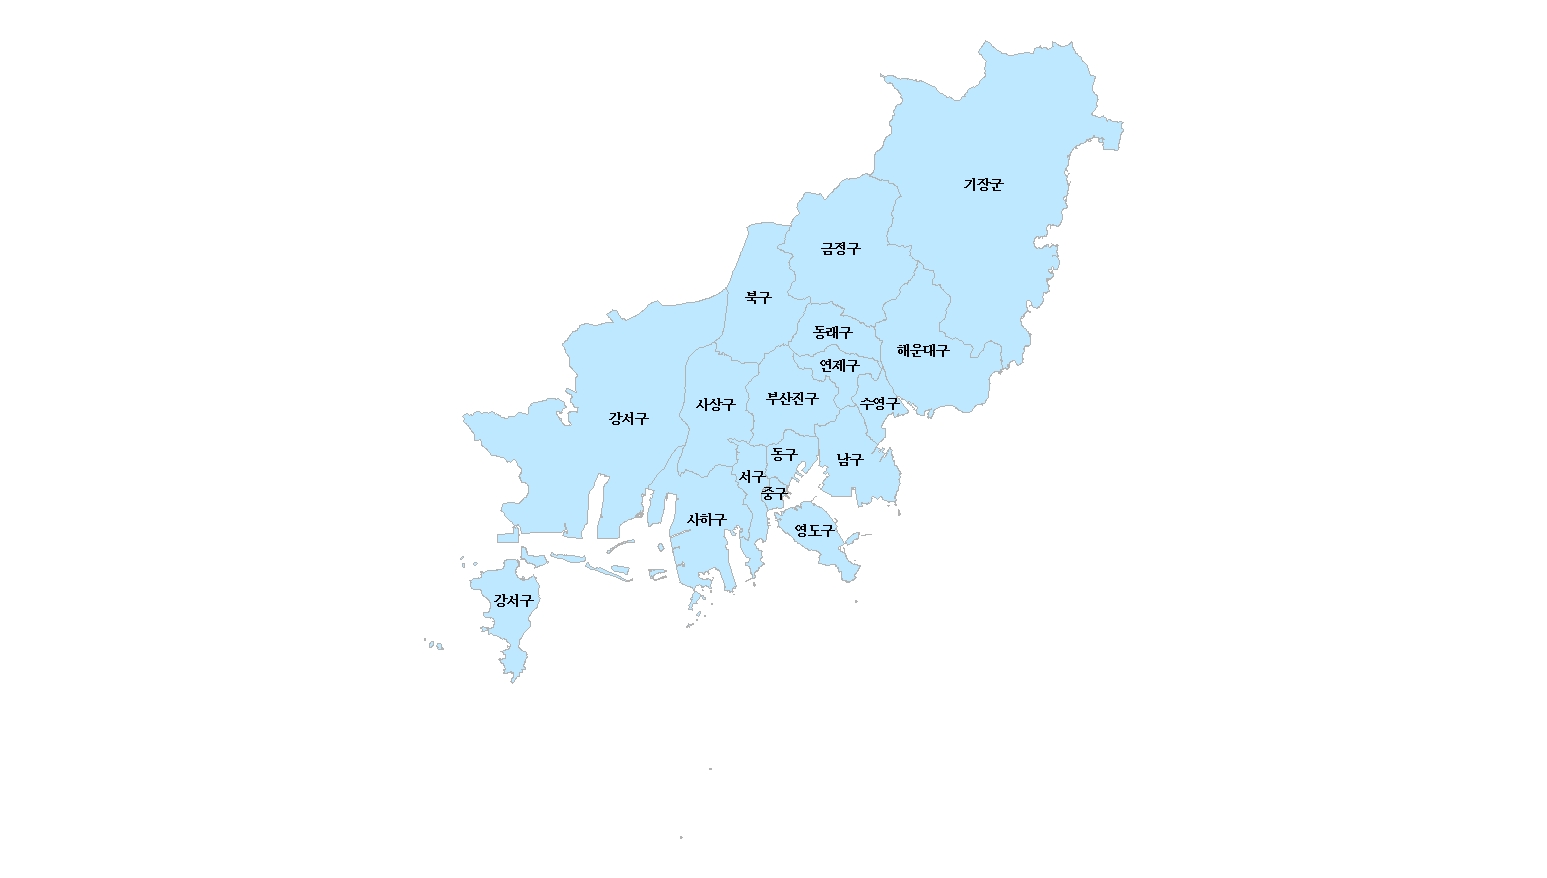 기장군
금정구
북구
동래구
해운대구
연제구
부산진구
수영구
사상구
강서구
동구
남구
서구
중구
사하구
영도구
강서구